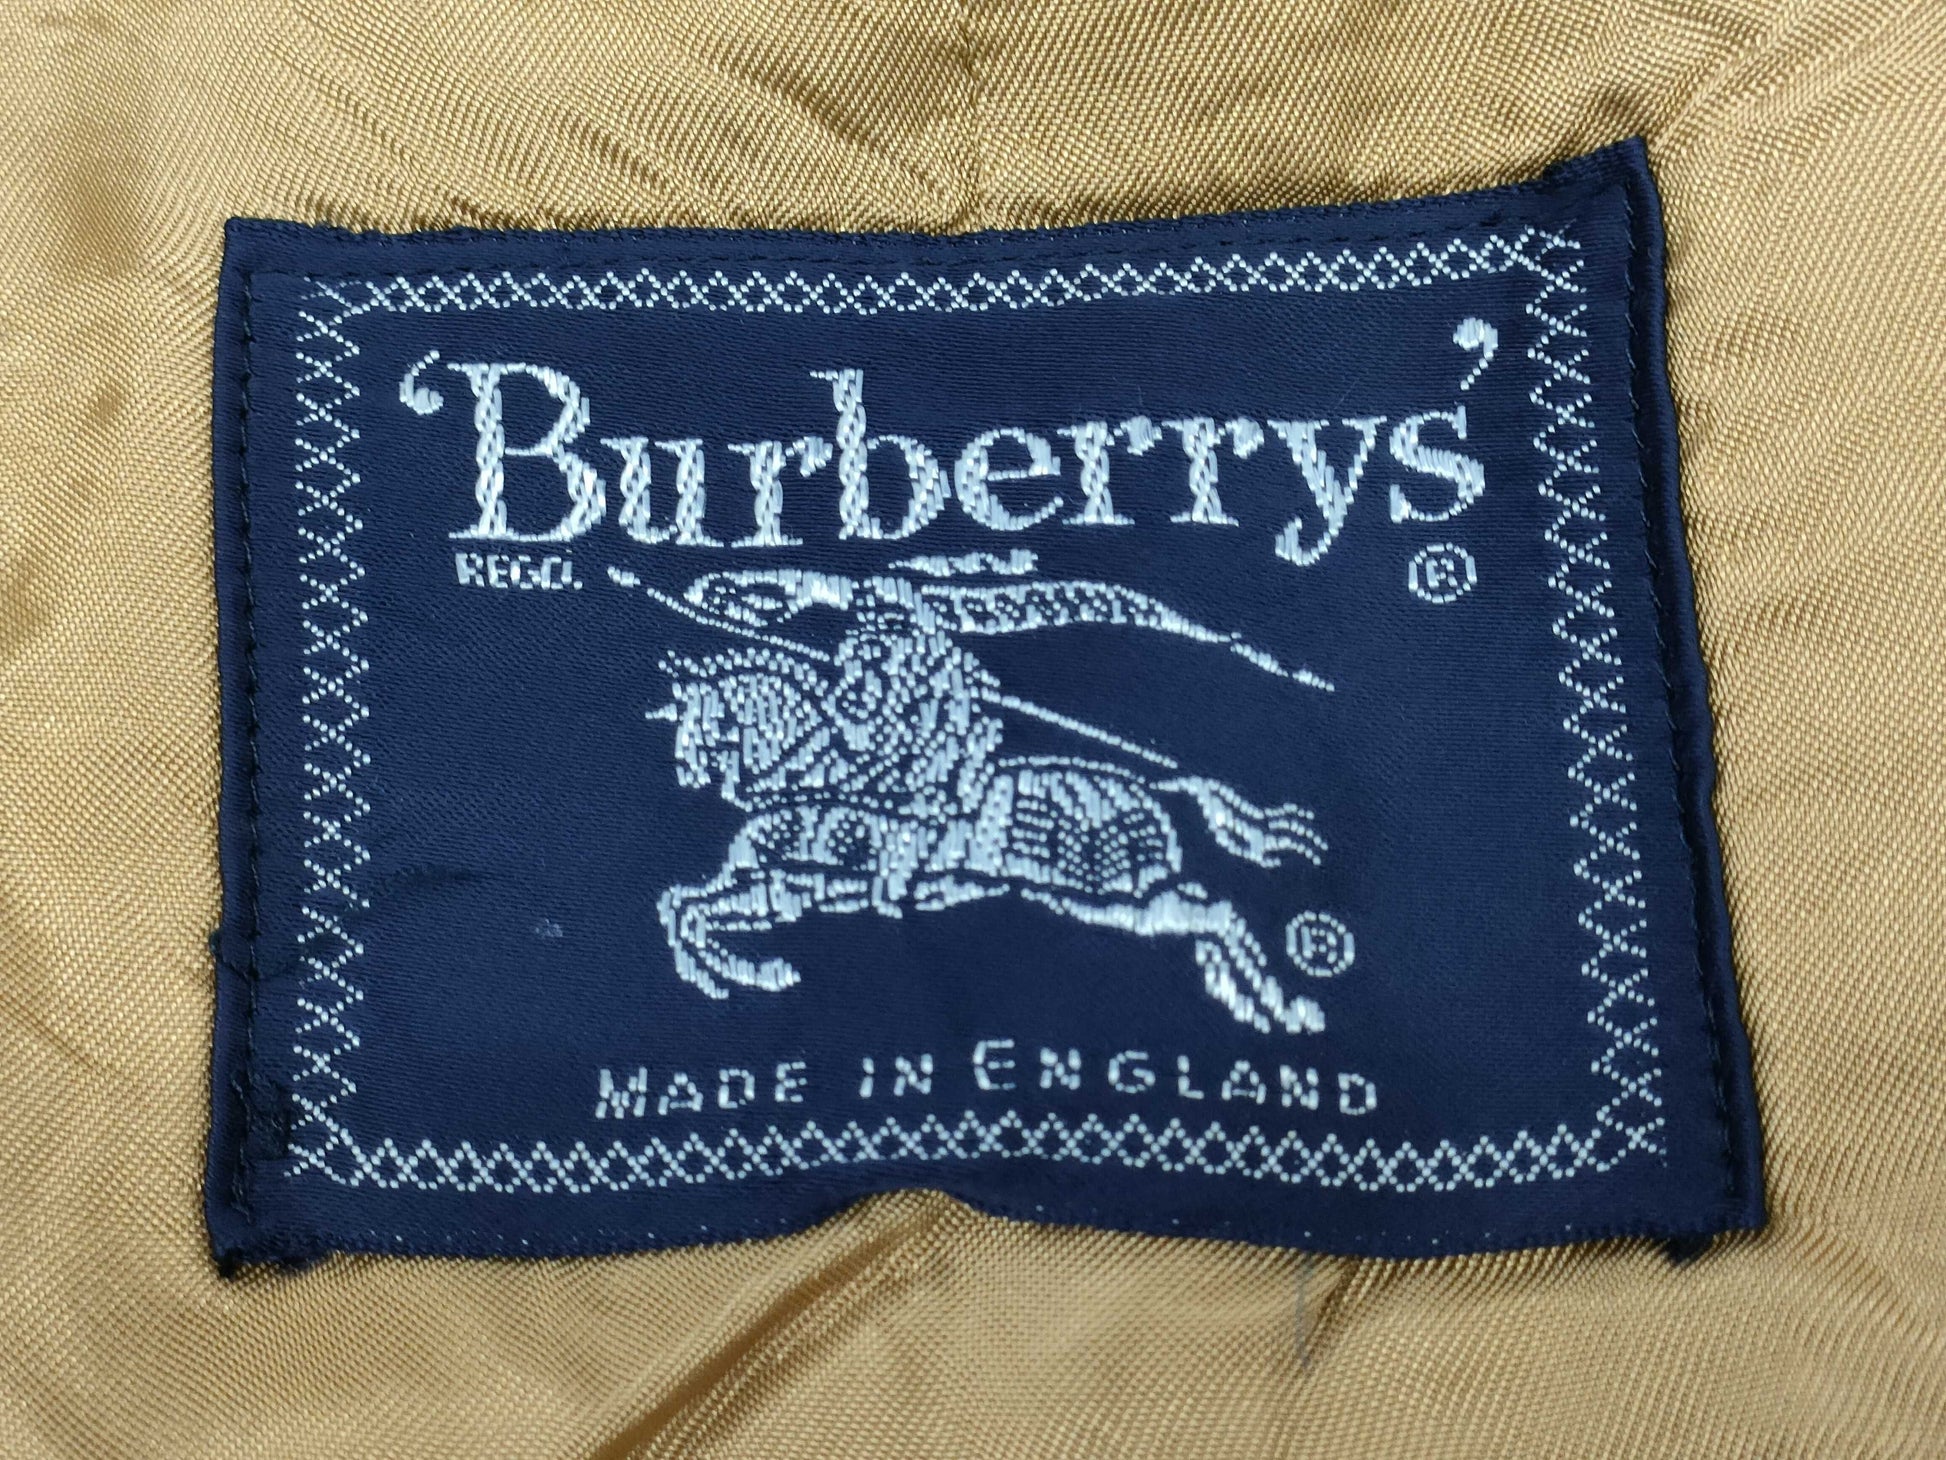 ‘Burberrys’
REGD. ®
®
MADE IN ENGLAND